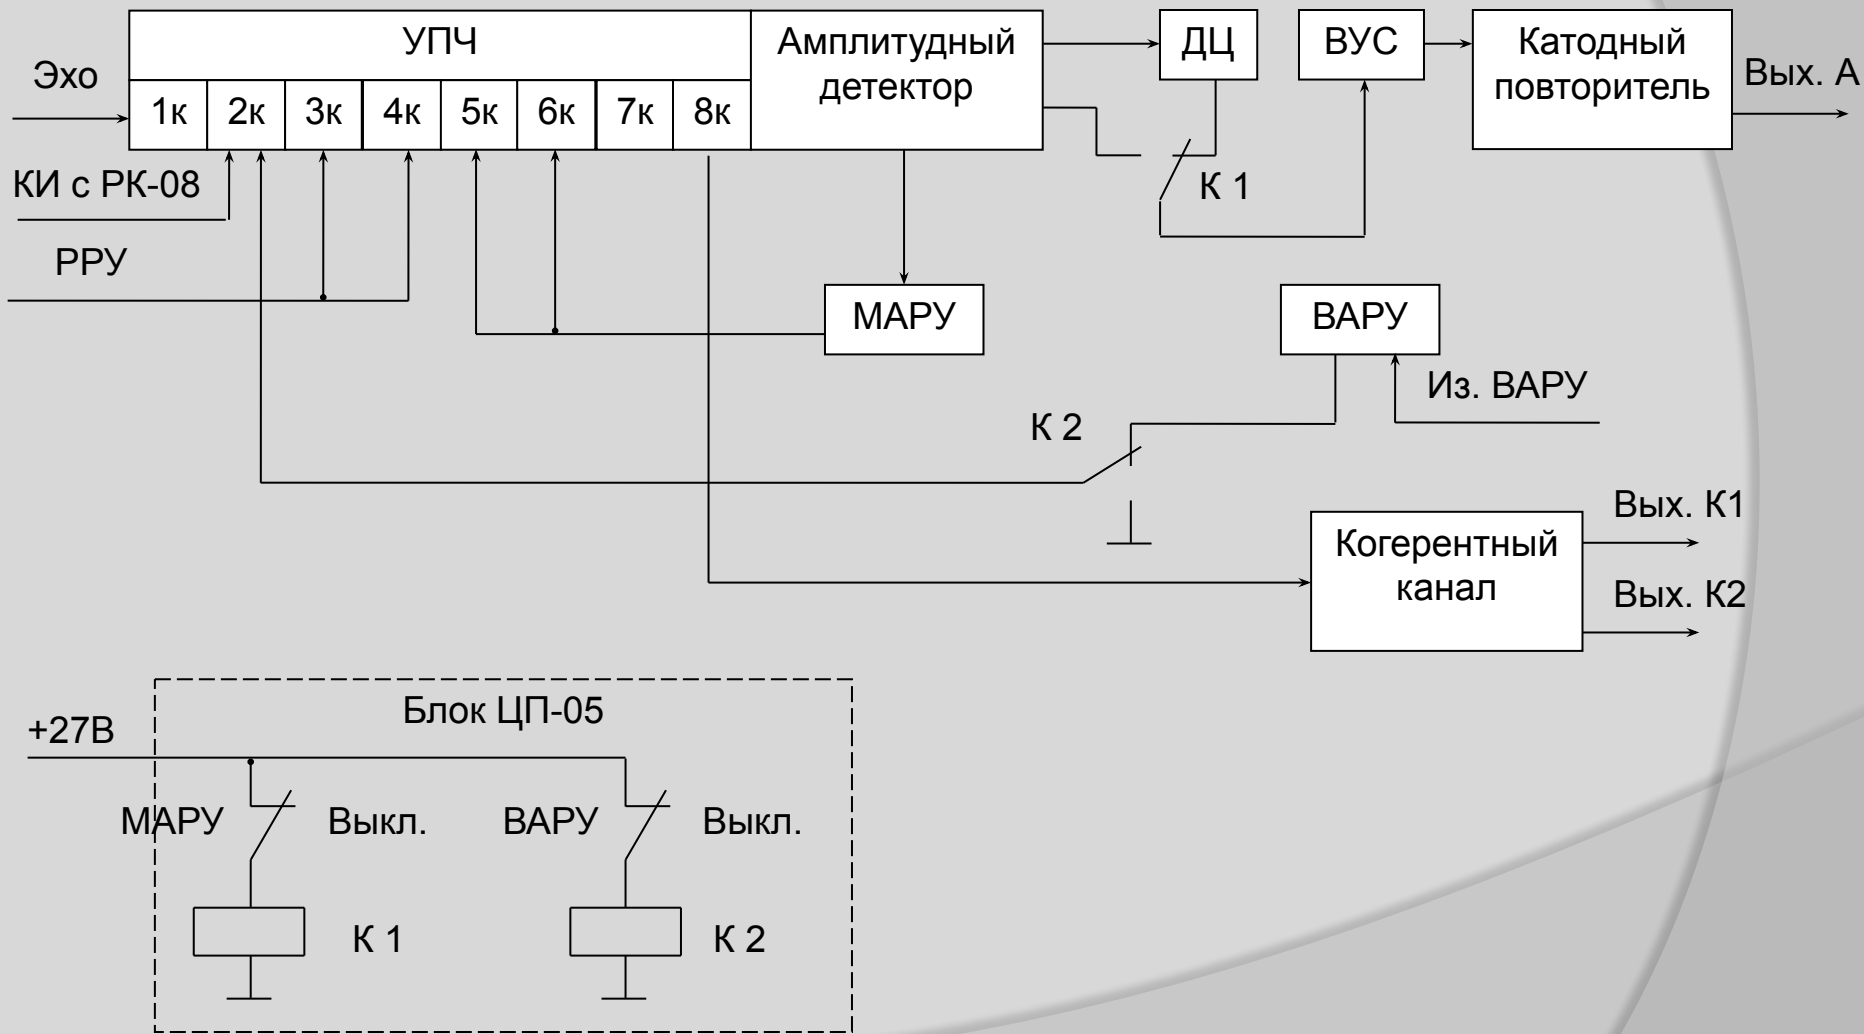 УПЧ
Амплитудный
детектор
ДЦ
ВУС
Катодный
повторитель
Эхо
Вых. А
1к 2к 3к 4к 5к 6к 7к 8к
КИ с РК-08
К 1
РРУ
МАРУ
ВАРУ
Из. ВАРУ
К 2
Когерентный
канал
Вых. К1
Вых. К2
Блок ЦП-05
+27В
МАРУ
Выкл.
ВАРУ
Выкл.
К 1
К 2